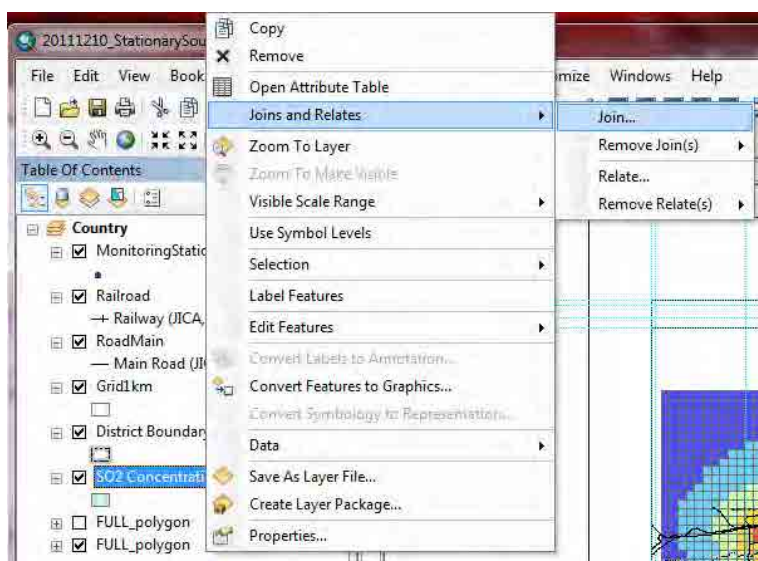 20111210_StationarySou
File Edit View Book
mize Windows Help
Table Of Contents
Country
MonitoringStatio
Railroad
Railway (JICA,
RoadMain
Main Road (JI
Grid1km
District Boundar
SO2 Concentrati
FULL_polygon
FULL_polygon
Copy
Remove
Open Attribute Table
Joins and Relates
Zoom To Layer
Zoom To Make Visible
Visible Scale Range
Use Symbol Levels
Selection
Label Features
Edit Features
Convert Labels to Annotation...
Convert Features to Graphics...
Convert Symbology to Representation...
Data
Save As Layer File...
Create Layer Package...
Properties...
Join...
Remove Join(s)
Relate...
Remove Relate(s)